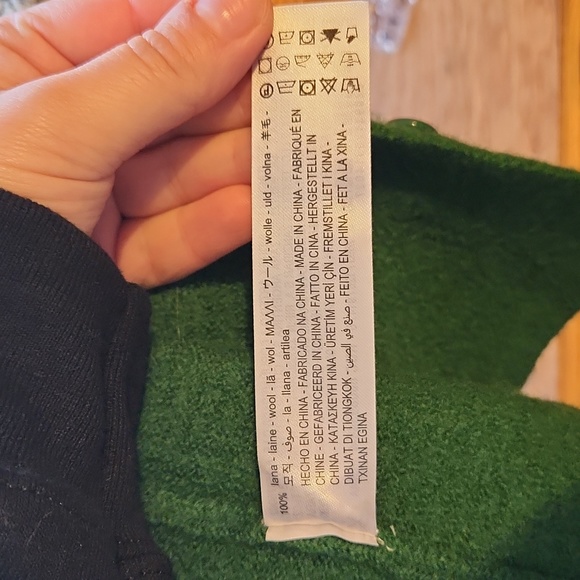 100% lana - laine - wool - lã - wol - ΜΑΛΛΙ - ウール - wolle - uld - volna - 羊毛 -
모직 - صوف - la - llana - artilea
HECHO EN CHINA - FABRICADO NA CHINA - MADE IN CHINA - FABRIQUÉ EN
CHINE - GEFABRICEERD IN CHINA - FATTO IN CINA - HERGESTELLT IN
CHINA - ΚΑΤΑΣΚΕΥΗ ΚΙΝΑ - ÜRETİM YERİ ÇİN - FREMSTILLET I KINA -
DIBUAT DI TIONGKOK - صنع في الصين - FEITO EN CHINA - FET A LA XINA -
TXINAN EGINA